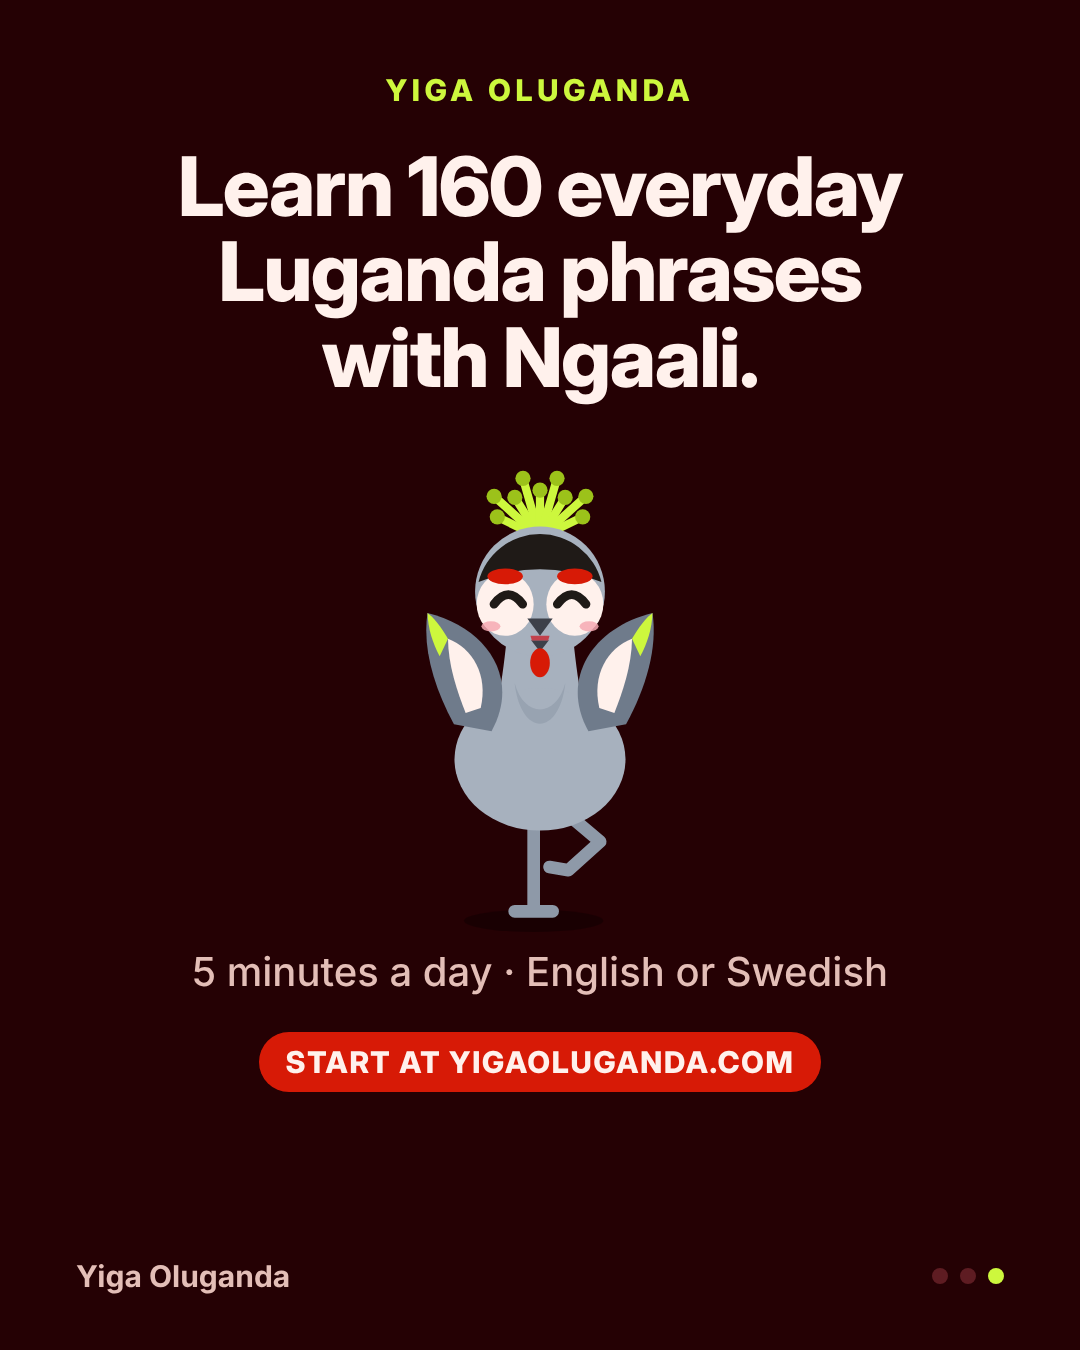 YIGA OLUGANDA
Learn 160 everyday
Luganda phrases
with Ngaali.
5 minutes a day · English or Swedish
START AT YIGAOLUGANDA.COM
Yiga Oluganda